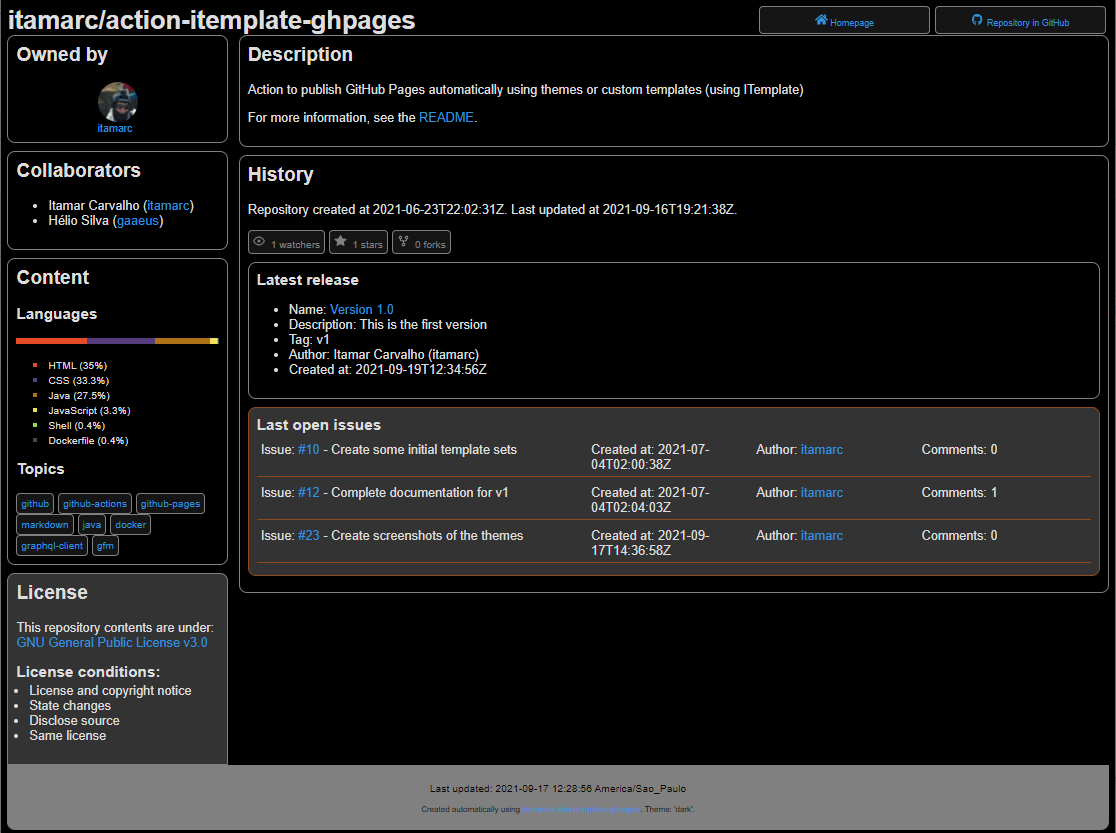 itamarc/action-itemplate-ghpages
Homepage
Repository in GitHub
Owned by
itamarc
Collaborators
Itamar Carvalho (itamarc)
Hélio Silva (gaaeus)
Content
Languages
HTML (35%)
CSS (33.3%)
Java (27.5%)
JavaScript (3.3%)
Shell (0.4%)
Dockerfile (0.4%)
Topics
github github-actions github-pages
markdown java docker
graphql-client gfm
License
This repository contents are under:
GNU General Public License v3.0
License conditions:
License and copyright notice
State changes
Disclose source
Same license
Description
Action to publish GitHub Pages automatically using themes or custom templates (using ITemplate)
For more information, see the README.
History
Repository created at 2021-06-23T22:02:31Z. Last updated at 2021-09-16T19:21:38Z.
1 watchers 1 stars 0 forks
Latest release
Name: Version 1.0
Description: This is the first version
Tag: v1
Author: Itamar Carvalho (itamarc)
Created at: 2021-09-19T12:34:56Z
Last open issues
Issue: #10 - Create some initial template sets Created at: 2021-07- Author: itamarc Comments: 0
04T02:00:38Z
Issue: #12 - Complete documentation for v1 Created at: 2021-07- Author: itamarc Comments: 1
04T02:04:03Z
Issue: #23 - Create screenshots of the themes Created at: 2021-09- Author: itamarc Comments: 0
17T14:36:58Z
Last updated: 2021-09-17 12:28:56 America/Sao_Paulo
Created automatically using . Theme: 'dark'.